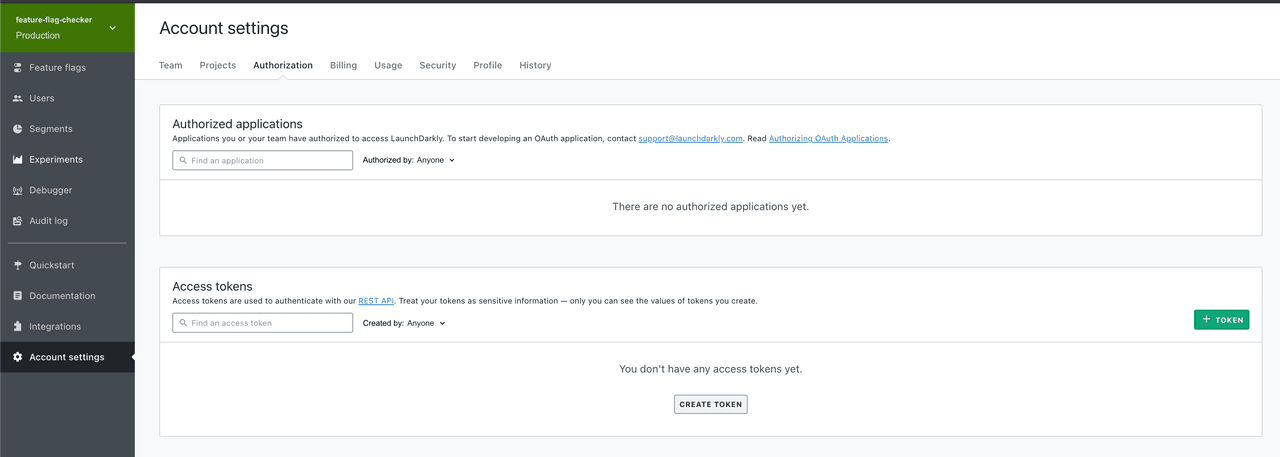 feature-flag-checker
Production
Feature flags
Users
Segments
Experiments
Debugger
Audit log
Quickstart
Documentation
Integrations
Account settings
Account settings
Team Projects Authorization Billing Usage Security Profile History
Authorized applications
Applications you or your team have authorized to access LaunchDarkly. To start developing an OAuth application, contact support@launchdarkly.com. Read Authorizing OAuth Applications.
Find an application Authorized by: Anyone
There are no authorized applications yet.
Access tokens
Access tokens are used to authenticate with our REST API. Treat your tokens as sensitive information — only you can see the values of tokens you create.
Find an access token Created by: Anyone + TOKEN
You don't have any access tokens yet.
CREATE TOKEN